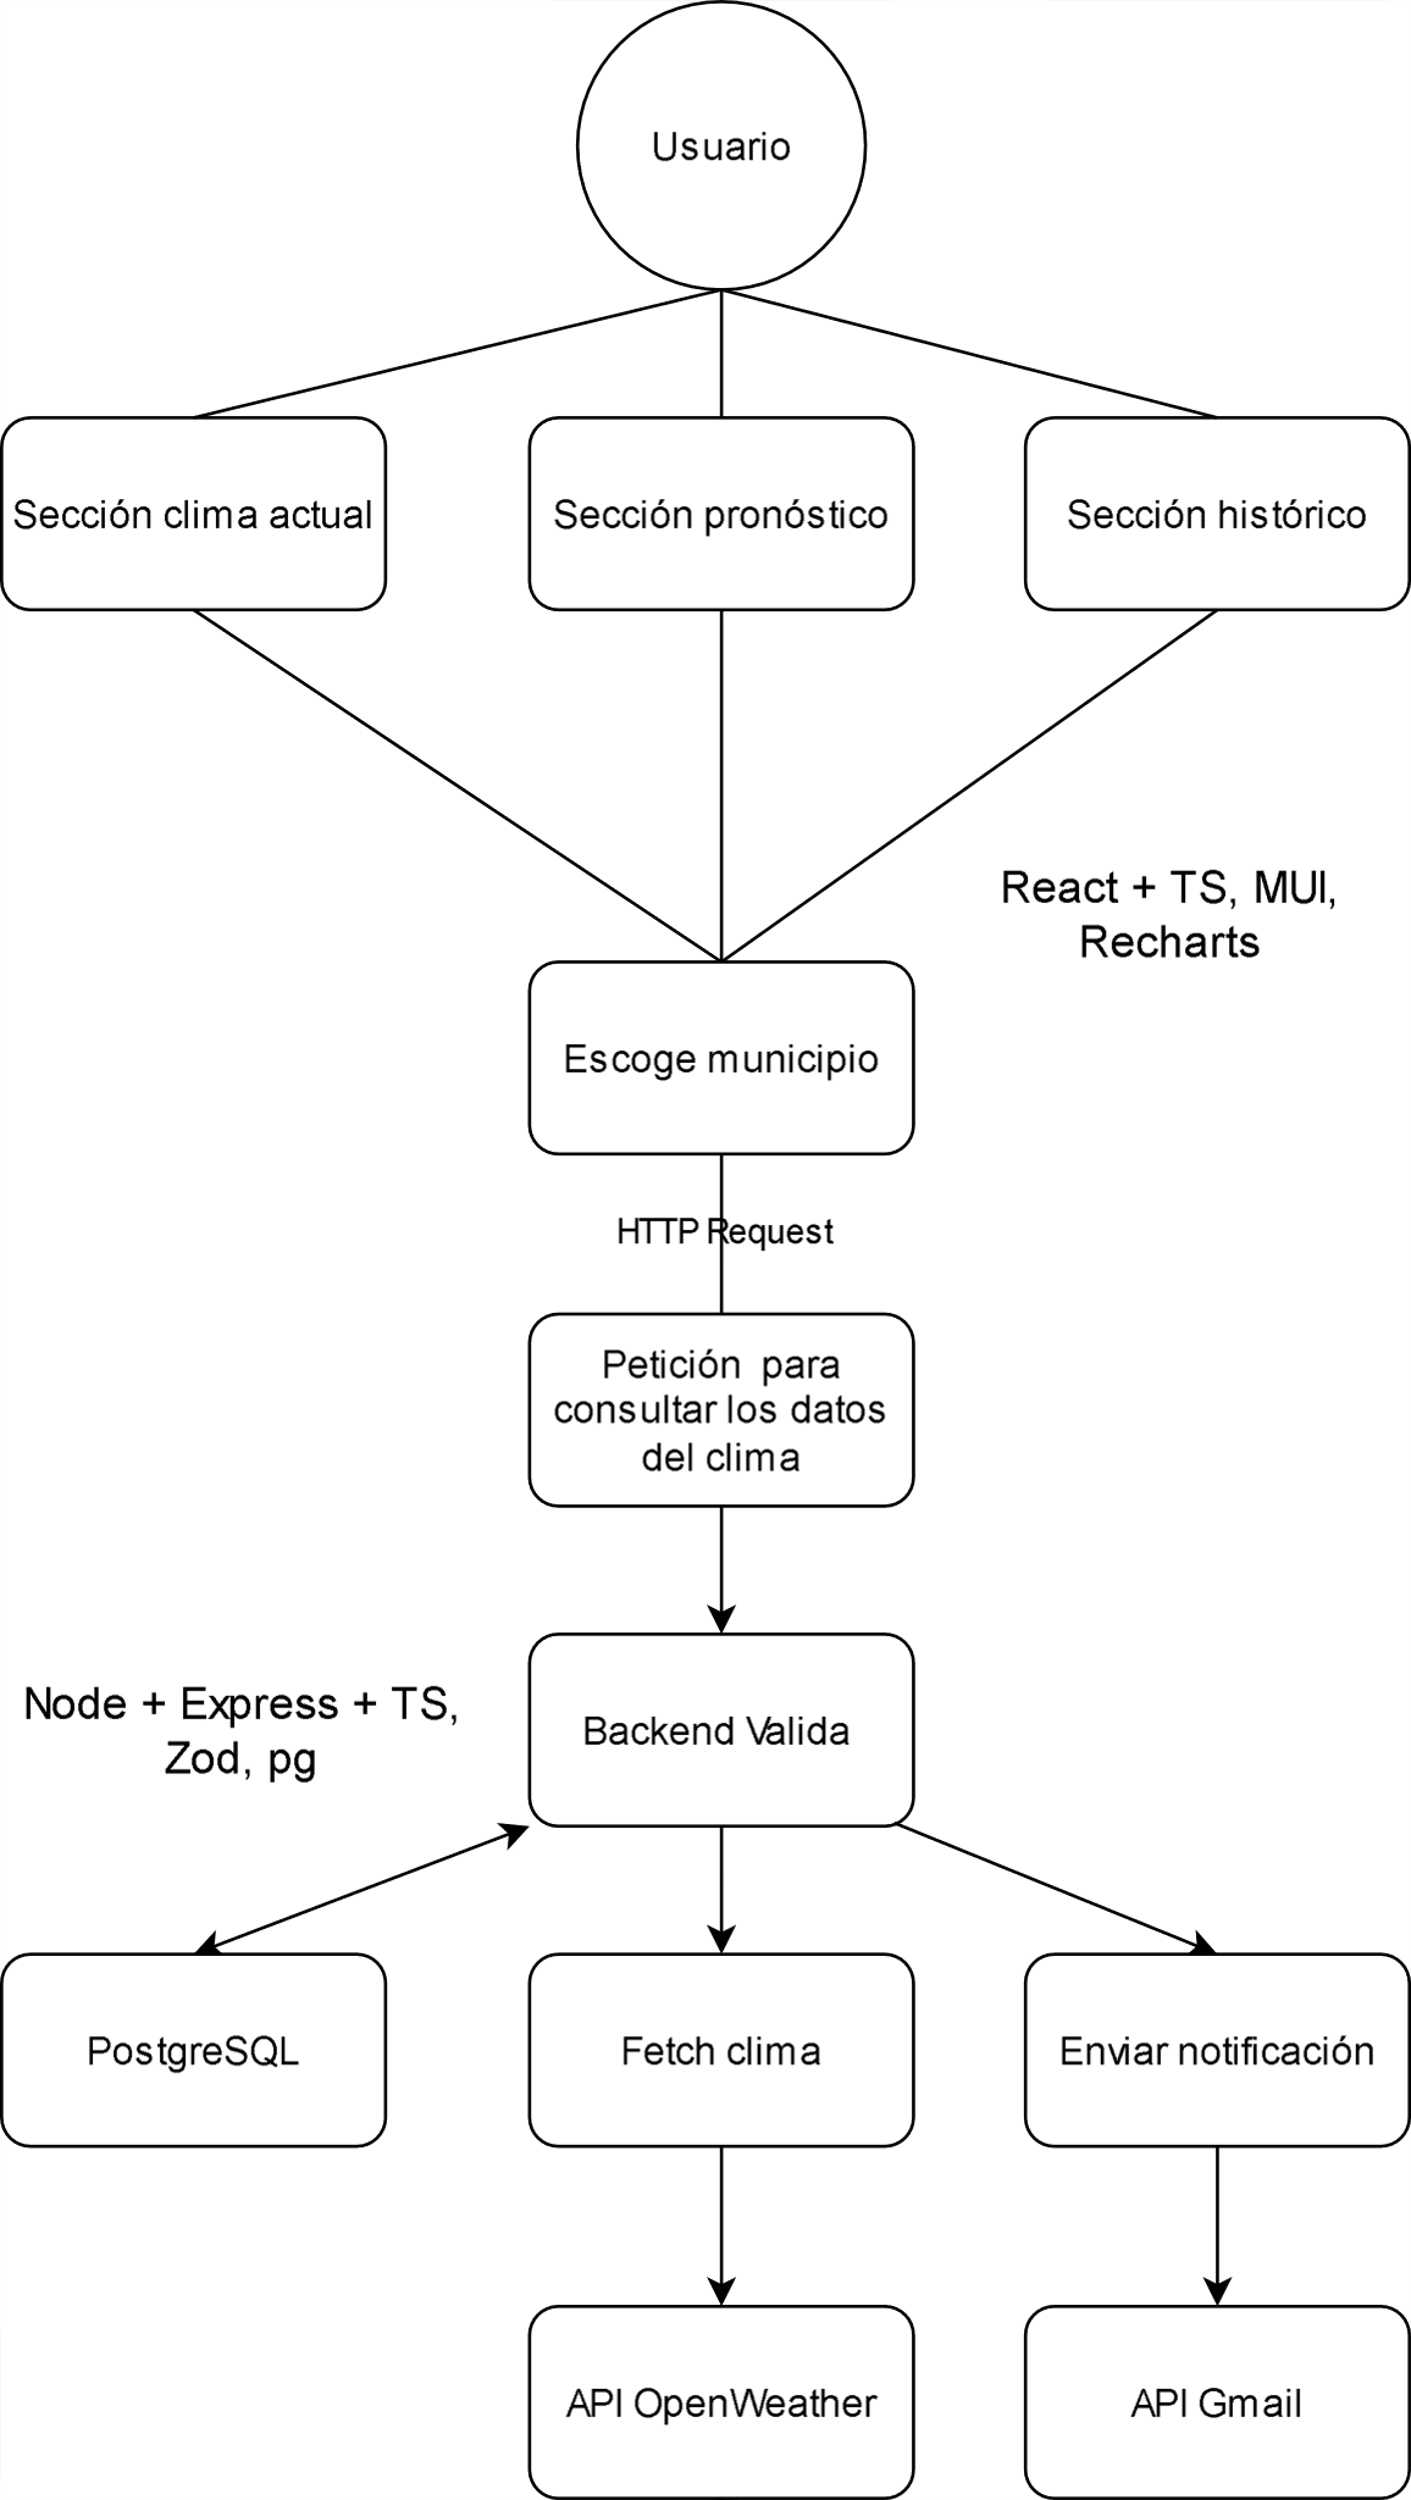 Usuario
Sección clima actual
Sección pronóstico
Sección histórico
React + TS, MUI,
Recharts
Escoge municipio
HTTP Request
Petición para
consultar los datos
del clima
Node + Express + TS,
Zod, pg
Backend Valida
PostgreSQL
Fetch clima
Enviar notificación
API OpenWeather
API Gmail